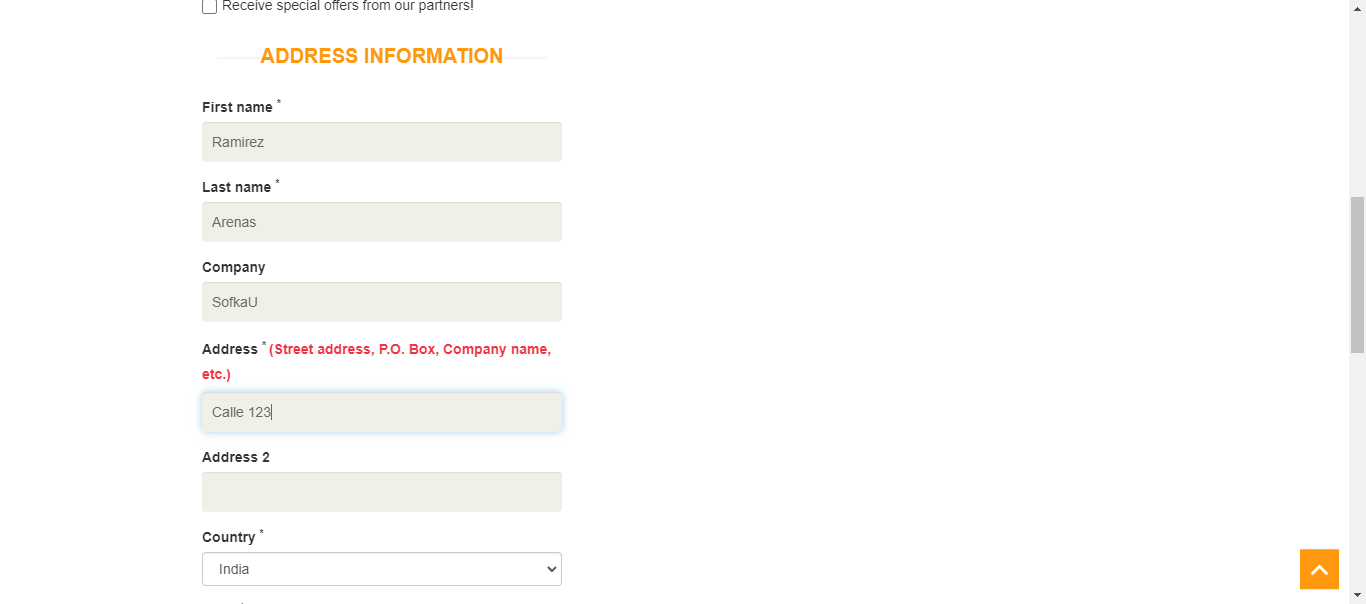 Receive special offers from our partners!
ADDRESS INFORMATION
First name *
Ramirez
Last name *
Arenas
Company
SofkaU
Address * (Street address, P.O. Box, Company name,
etc.)
Calle 123
Address 2
Country *
India